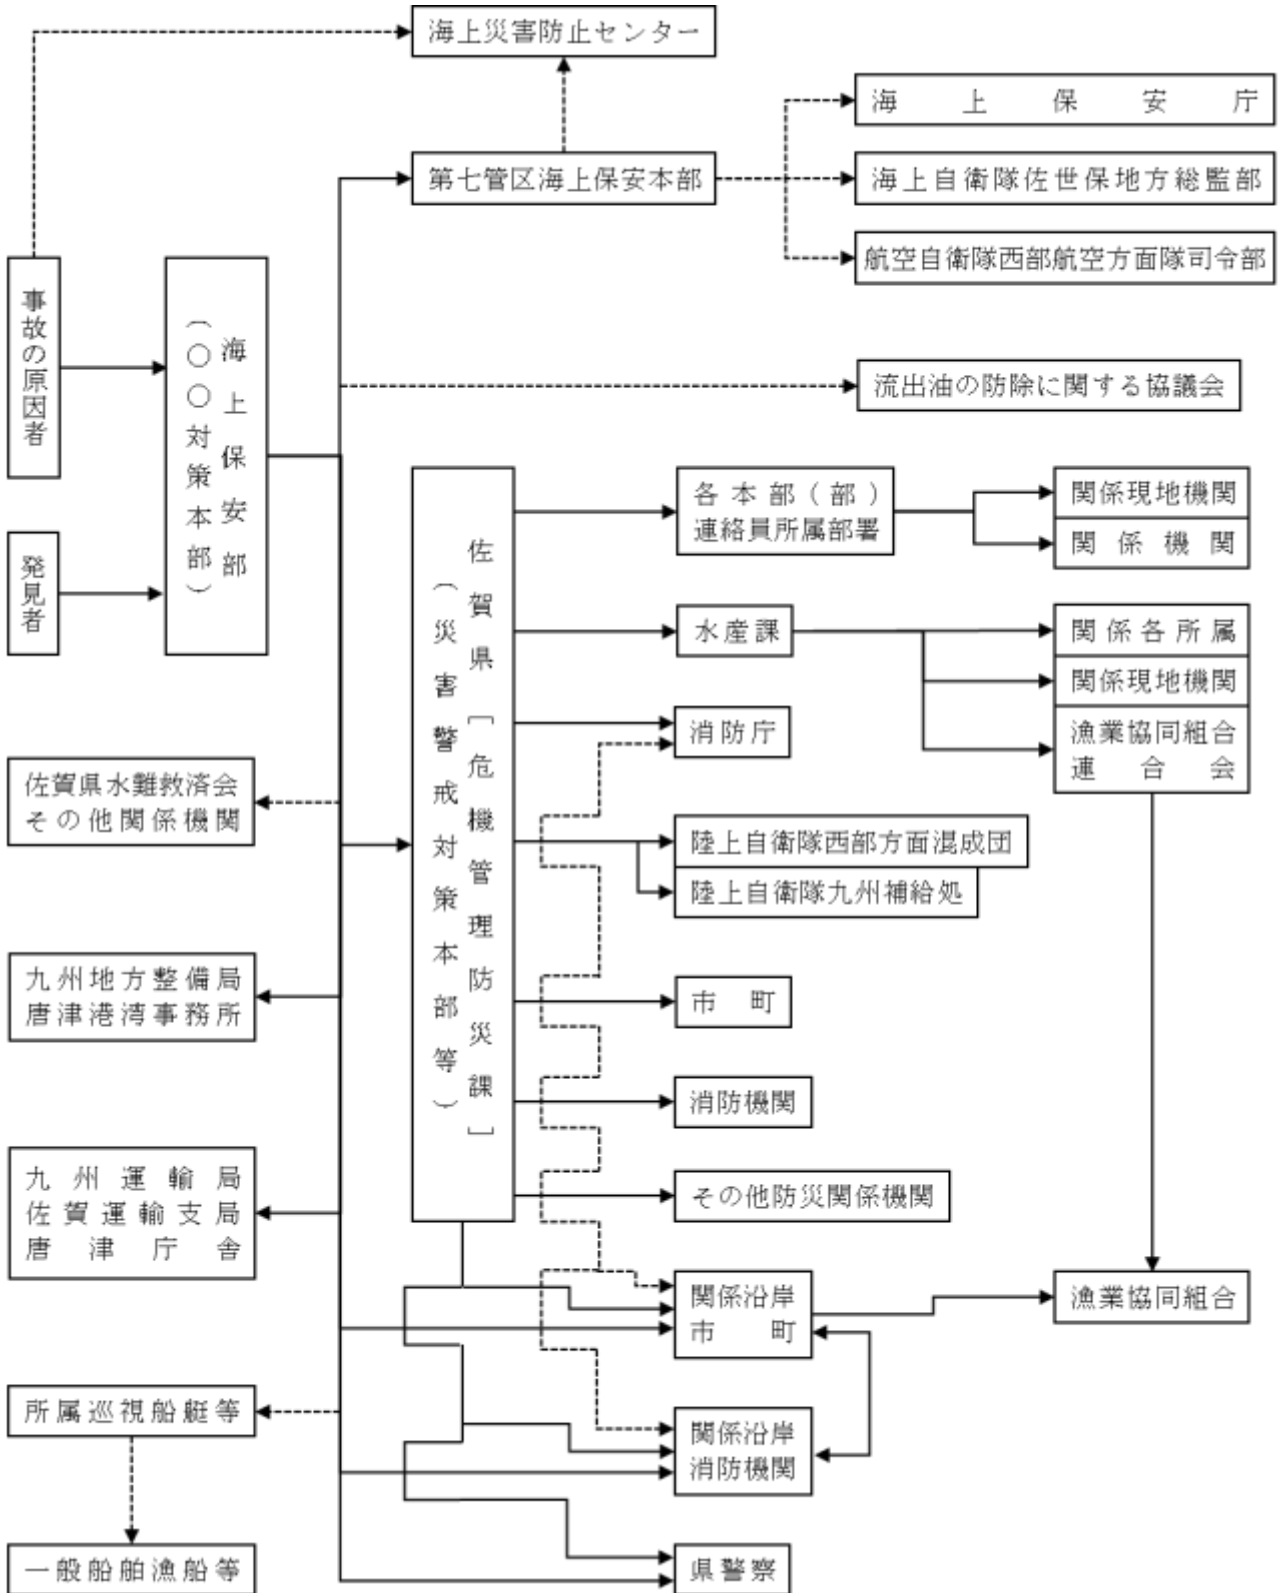 海上災害防止センター
海上保安庁
第七管区海上保安本部
海上自衛隊佐世保地方総監部
航空自衛隊西部航空方面隊司令部
事故の原因者
海上保安部
（〇〇対策本部）
流出油の防除に関する協議会
発見者
佐賀県［危機管理防災課］
（災害警戒対策本部等）
各本部（部）
連絡員所属部署
関係現地機関
関係機関
水産課
関係各所属
関係現地機関
漁業協同組合
連合会
消防庁
佐賀県水難救済会
その他関係機関
陸上自衛隊西部方面混成団
陸上自衛隊九州補給処
九州地方整備局
唐津港湾事務所
市町
消防機関
九州運輸局
佐賀運輸支局
唐津庁舎
その他防災関係機関
関係沿岸
市町
漁業協同組合
所属巡視船艇等
関係沿岸
消防機関
一般船舶漁船等
県警察